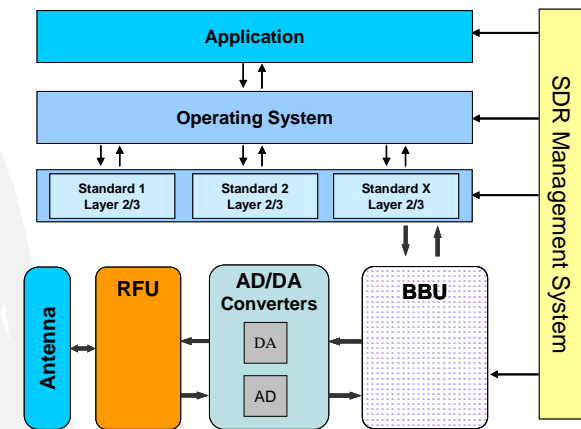 Application
Operating System
Standard 1
Layer 2/3
Standard 2
Layer 2/3
Standard X
Layer 2/3
SDR Management System
Antenna
RFU
AD/DA
Converters
DA
AD
BBU